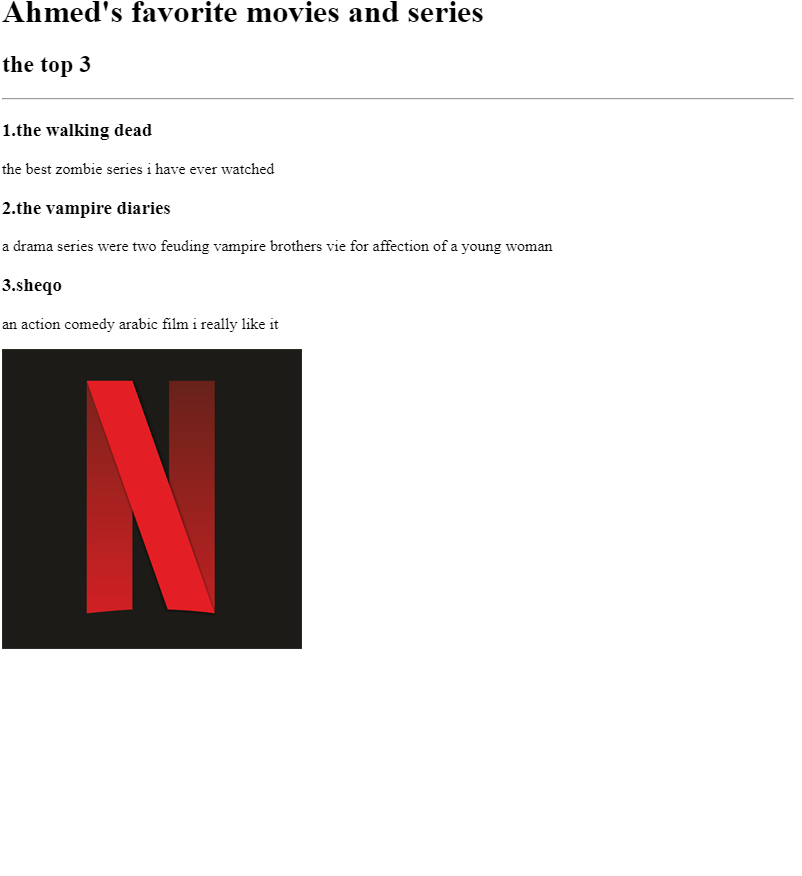 Ahmed's favorite movies and series
the top 3
1.the walking dead
the best zombie series i have ever watched
2.the vampire diaries
a drama series were two feuding vampire brothers vie for affection of a young woman
3.sheqo
an action comedy arabic film i really like it
N